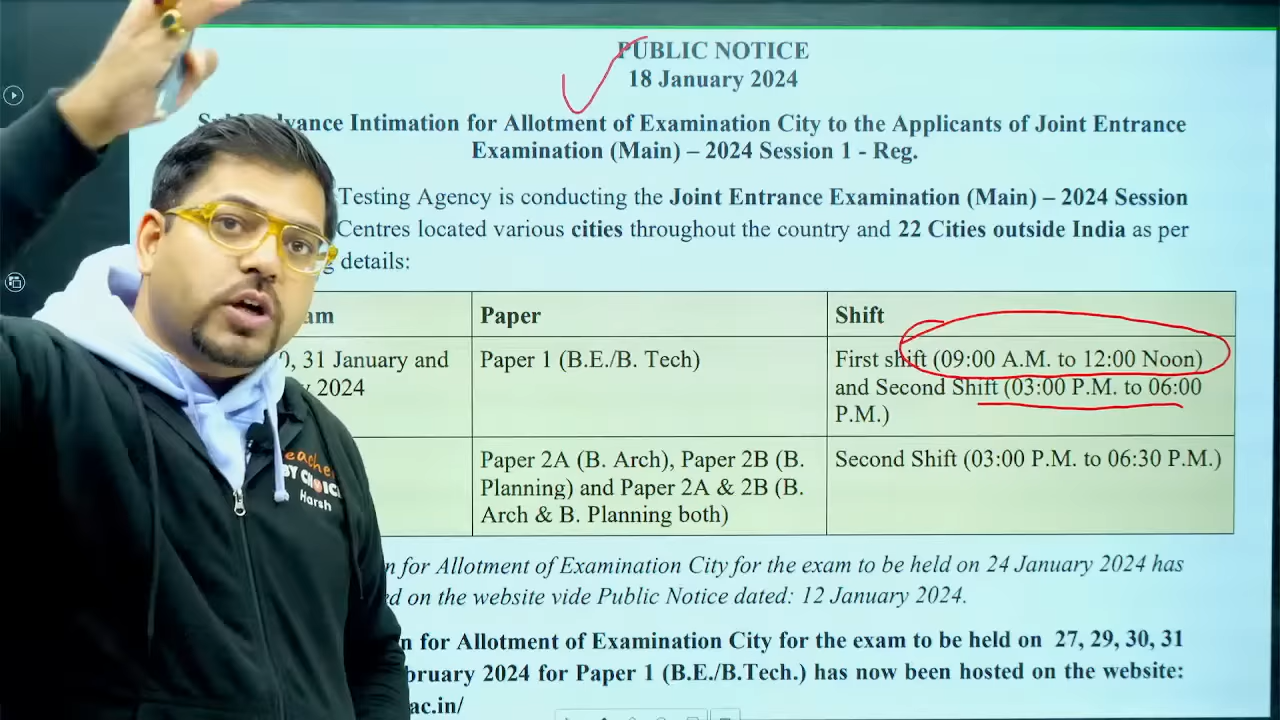 PUBLIC NOTICE
18 January 2024
Advance Intimation for Allotment of Examination City to the Applicants of Joint Entrance
Examination (Main) – 2024 Session 1 - Reg.
Testing Agency is conducting the Joint Entrance Examination (Main) – 2024 Session
Centres located various cities throughout the country and 22 Cities outside India as per
details:
Paper
Shift
31 January and
2024
Paper 1 (B.E./B. Tech)
First shift (09:00 A.M. to 12:00 Noon)
and Second Shift (03:00 P.M. to 06:00
P.M.)
Paper 2A (B. Arch), Paper 2B (B.
Planning) and Paper 2A & 2B (B.
Arch & B. Planning both)
Second Shift (03:00 P.M. to 06:30 P.M.)
for Allotment of Examination City for the exam to be held on 24 January 2024 has
on the website vide Public Notice dated: 12 January 2024.
for Allotment of Examination City for the exam to be held on 27, 29, 30, 31
2024 for Paper 1 (B.E./B.Tech.) has now been hosted on the website:
ac.in/
Teacher
BY CHOICE
Harsh